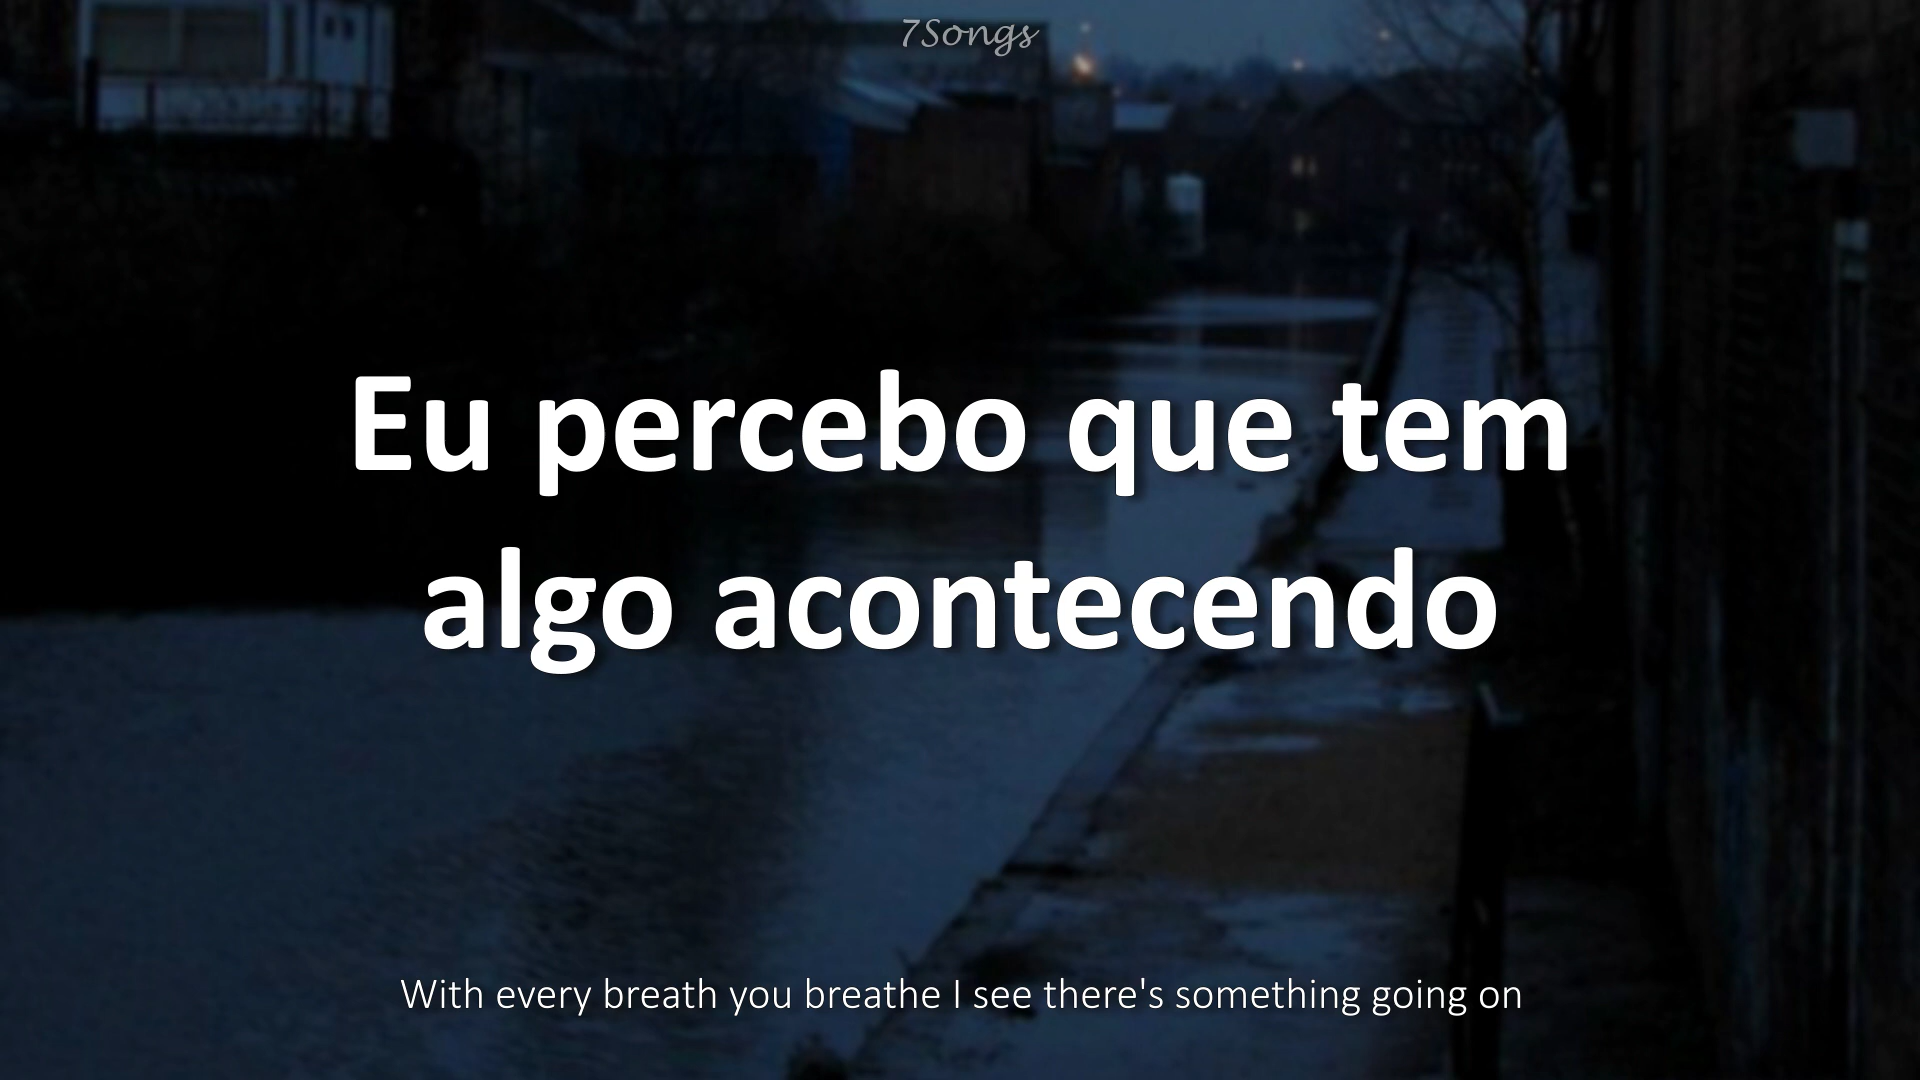 7Songs
Eu percebo que tem
algo acontecendo
With every breath you breathe I see there's something going on